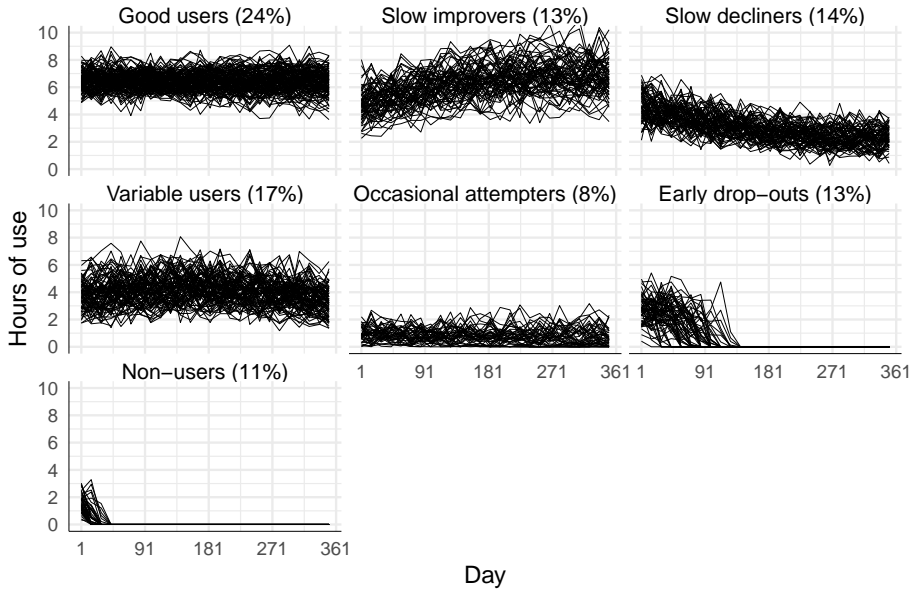 Good users (24%)
Slow improvers (13%)
Slow decliners (14%)
10
8
6
4
2
0
Variable users (17%)
Occasional attempters (8%)
Early drop−outs (13%)
10
8
6
4
2
0
1 91 181 271 361
1 91 181 271 361
Non−users (11%)
10
8
6
4
2
0
1 91 181 271 361
Hours of use
Day